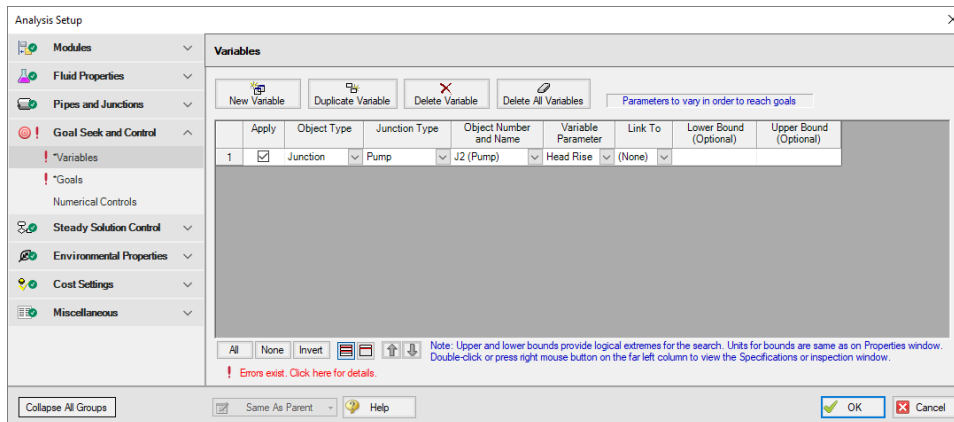 Analysis Setup
Modules
Fluid Properties
Pipes and Junctions
Goal Seek and Control
*Variables
*Goals
Numerical Controls
Steady Solution Control
Environmental Properties
Cost Settings
Miscellaneous
Variables
New Variable
Duplicate Variable
Delete Variable
Delete All Variables
Parameters to vary in order to reach goals
Apply
Object Type
Junction Type
Object Number
and Name
Variable
Parameter
Link To
Lower Bound
(Optional)
Upper Bound
(Optional)
1 Junction Pump J2 (Pump) Head Rise (None)
All None Invert
Note: Upper and lower bounds provide logical extremes for the search. Units for bounds are same as on Properties window.
Double-click or press right mouse button on the far left column to view the Specifications or inspection window.
! Errors exist. Click here for details.
Collapse All Groups
Same As Parent
Help
OK
Cancel